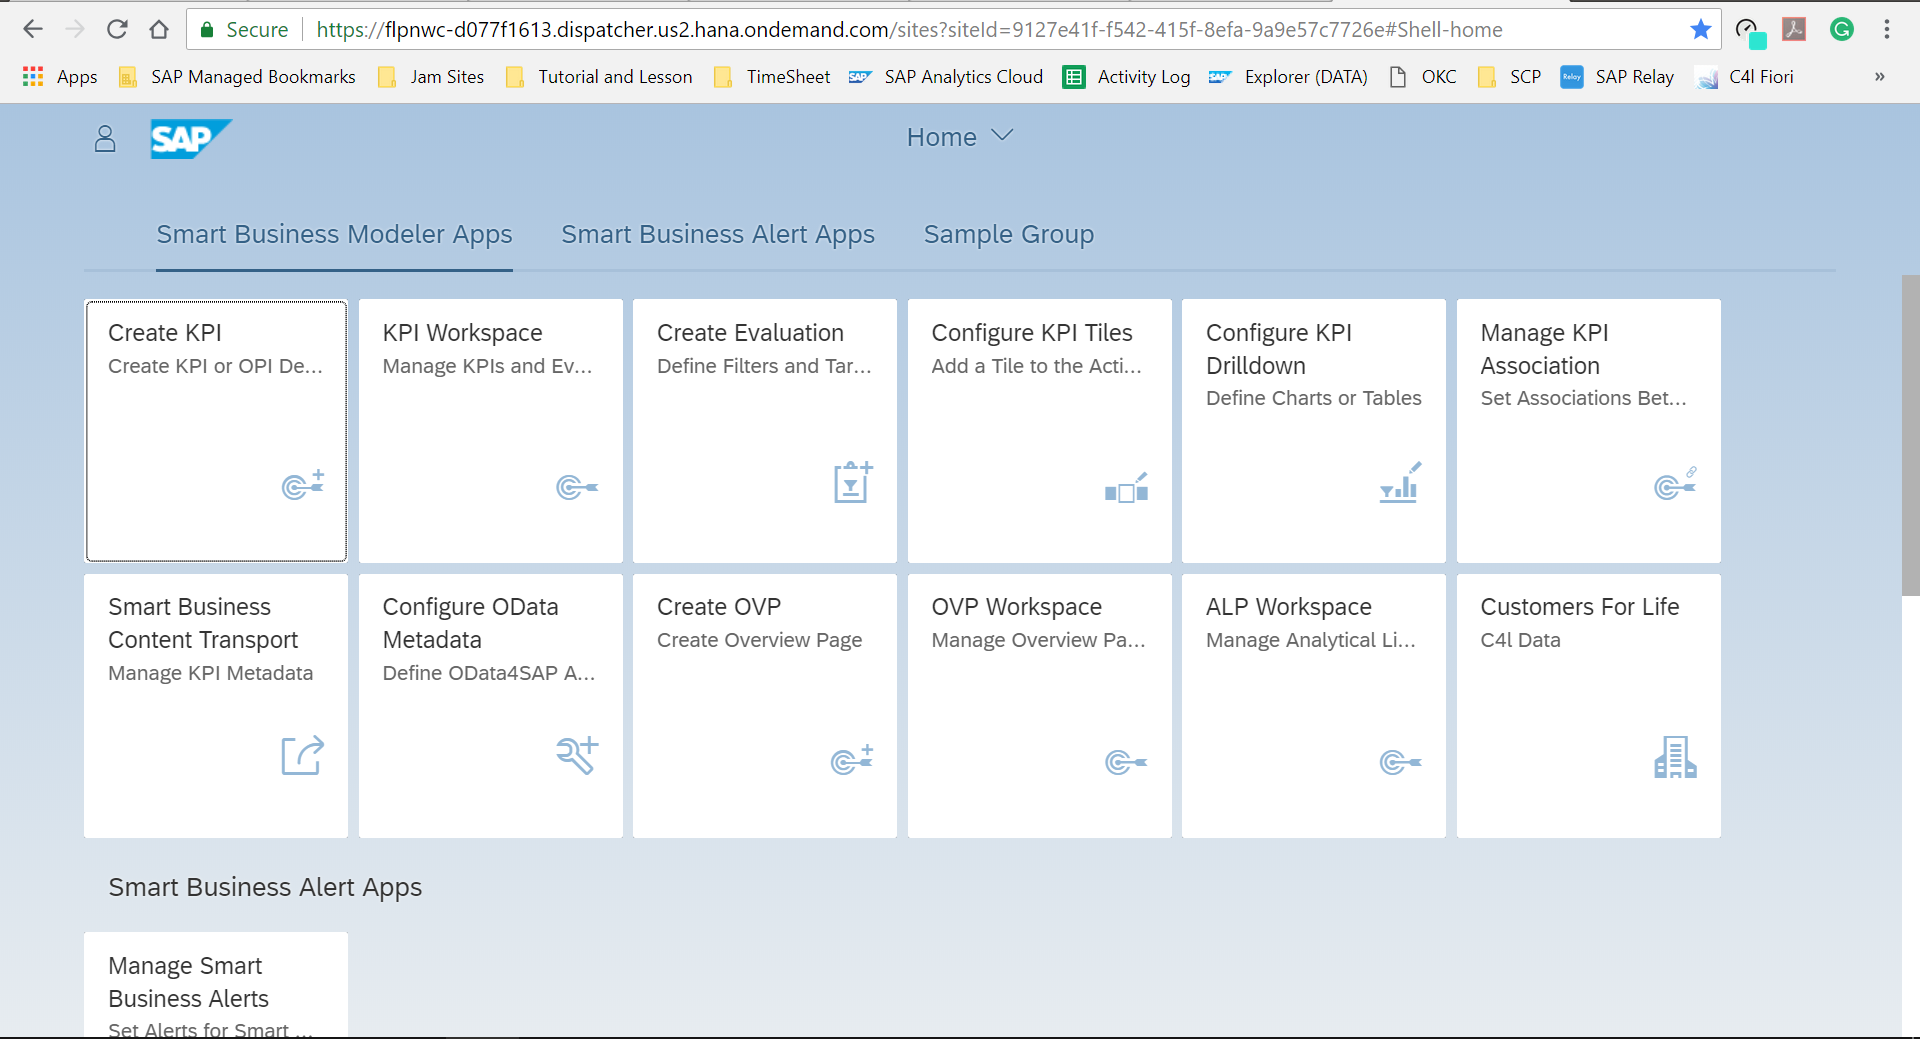 Secure https://flpnwc-d077f1613.dispatcher.us2.hana.ondemand.com/sites?siteId=9127e41f-f542-415f-8efa-9a9e57c7726e#Shell-home
Apps SAP Managed Bookmarks Jam Sites Tutorial and Lesson TimeSheet SAP SAP Analytics Cloud Activity Log SAP Explorer (DATA) OKC SCP Relay SAP Relay C4l Fiori »
SAP Home
Smart Business Modeler Apps Smart Business Alert Apps Sample Group
Create KPI
Create KPI or OPI De...
KPI Workspace
Manage KPIs and Ev...
Create Evaluation
Define Filters and Tar...
Configure KPI Tiles
Add a Tile to the Acti...
Configure KPI
Drilldown
Define Charts or Tables
Manage KPI
Association
Set Associations Bet...
Smart Business
Content Transport
Manage KPI Metadata
Configure OData
Metadata
Define OData4SAP A...
Create OVP
Create Overview Page
OVP Workspace
Manage Overview Pa...
ALP Workspace
Manage Analytical Li...
Customers For Life
C4l Data
Smart Business Alert Apps
Manage Smart
Business Alerts
Set Alerts for Smart ...